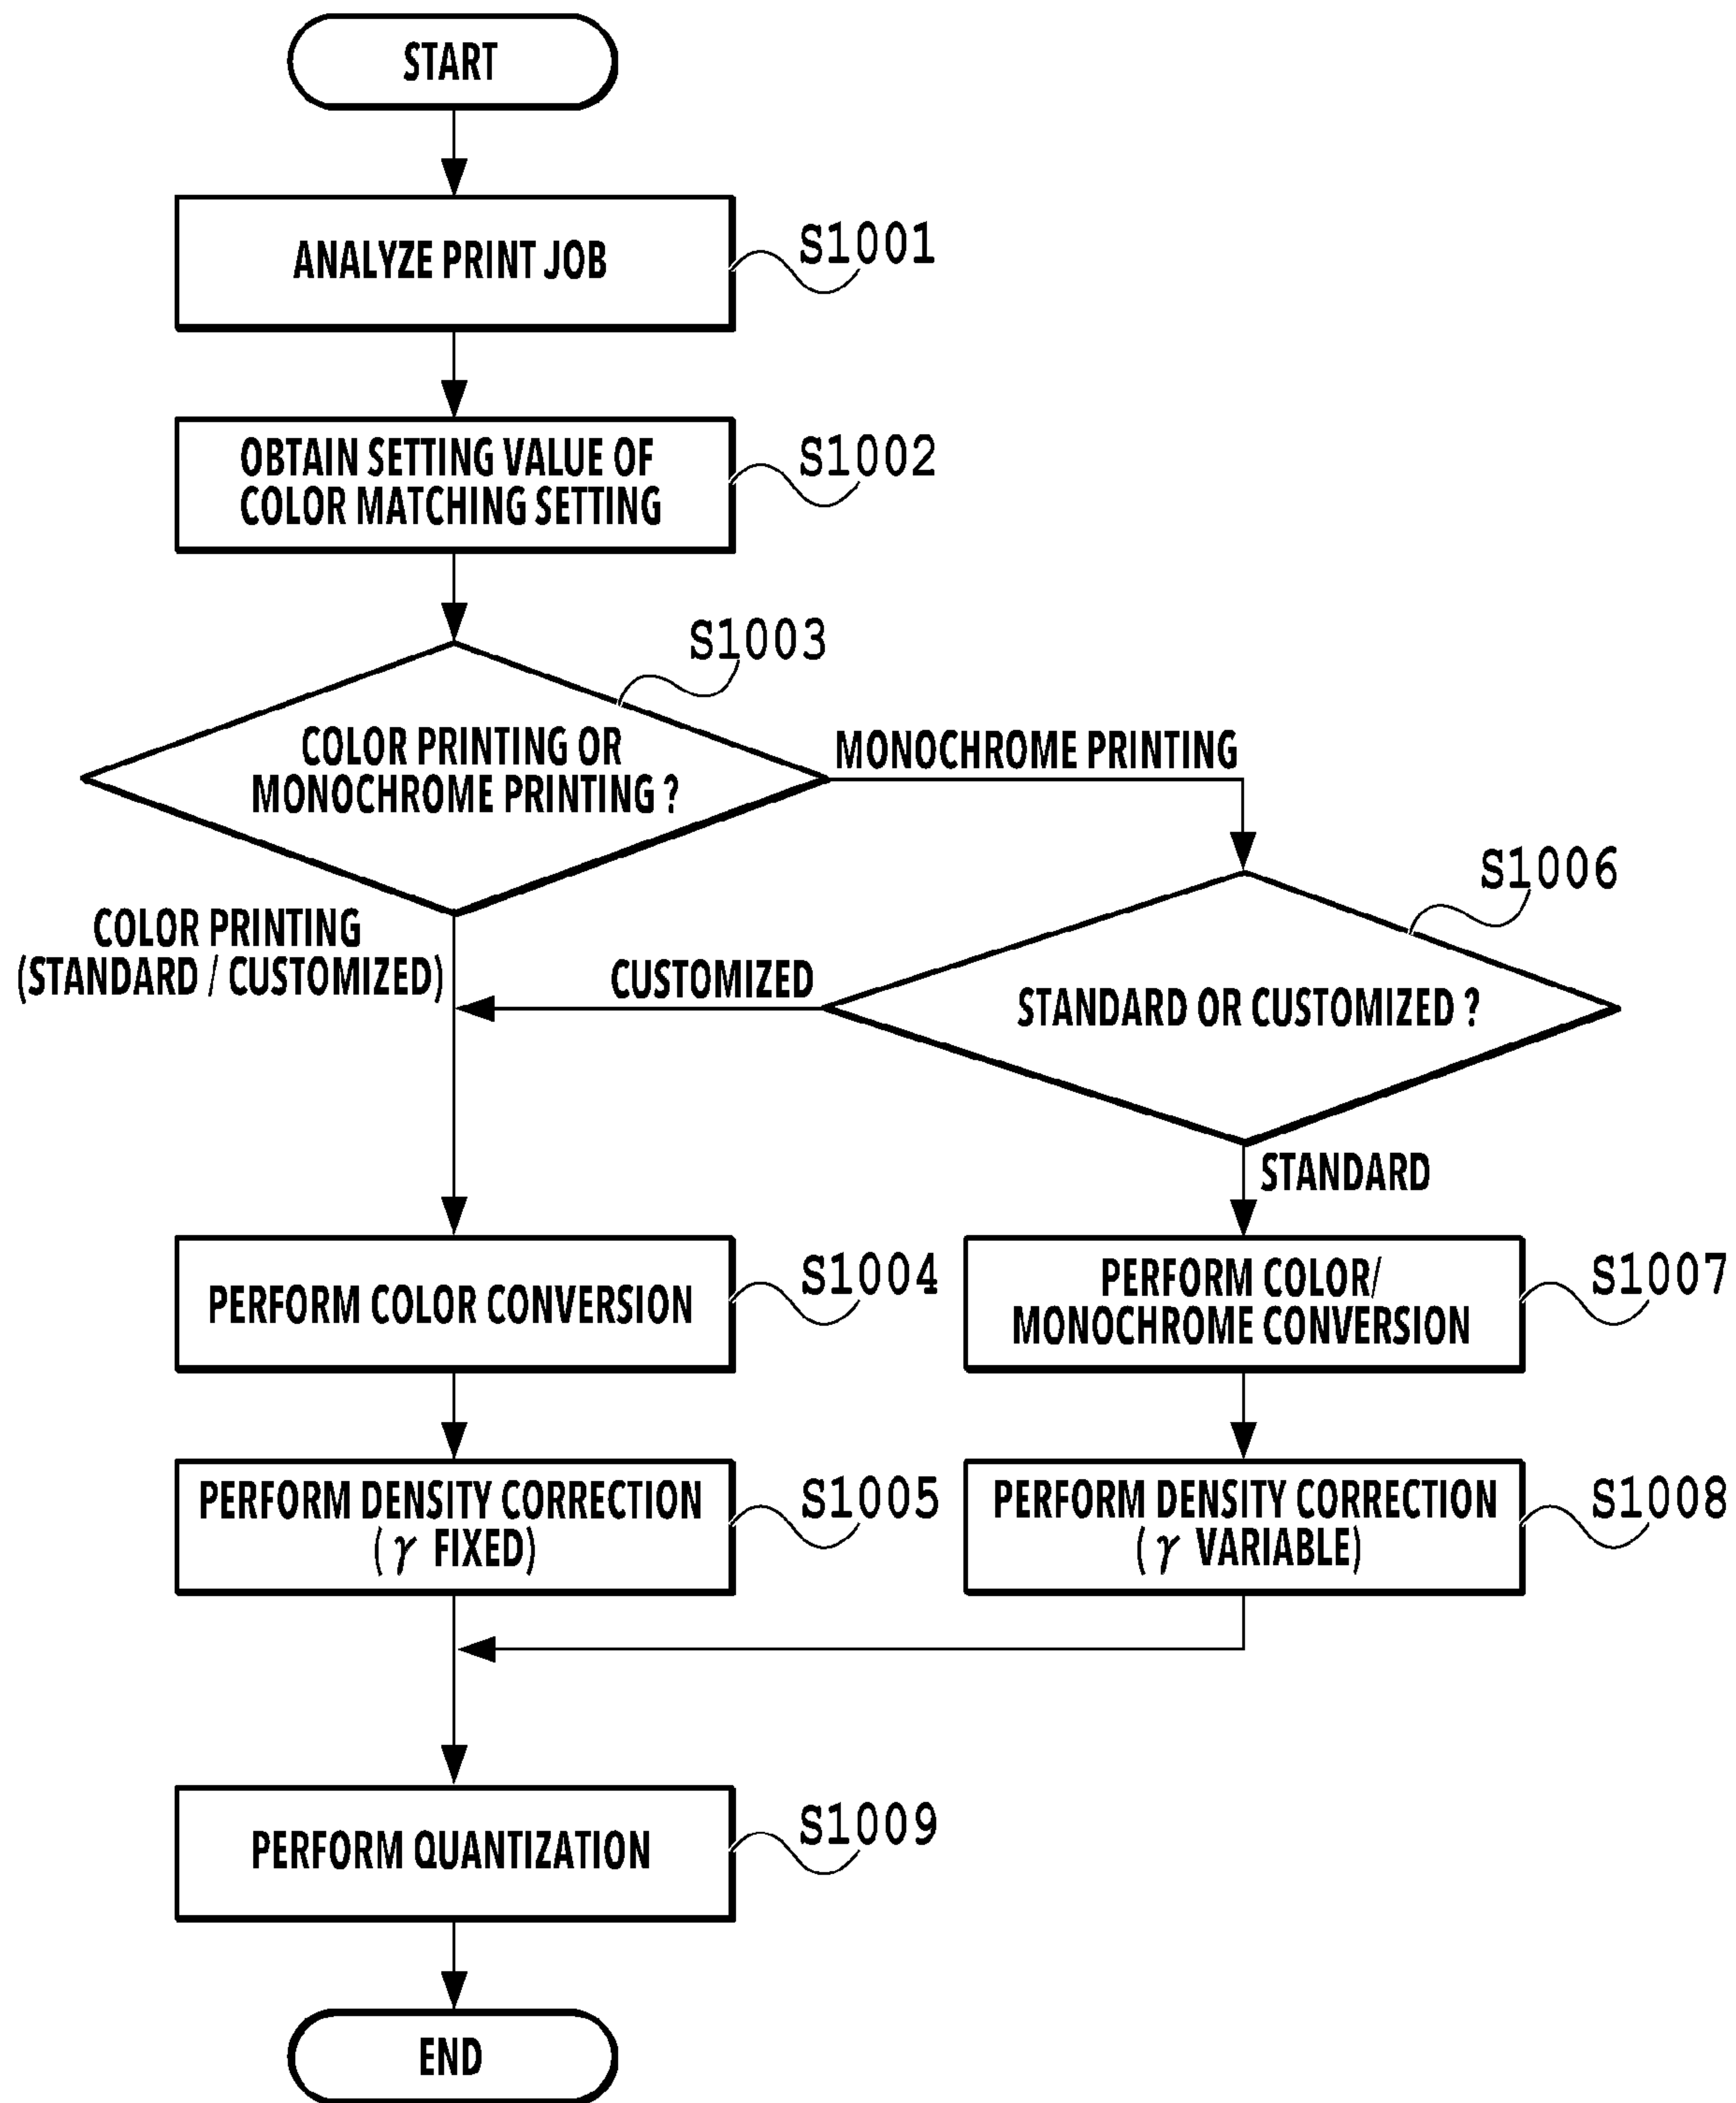 START
ANALYZE PRINT JOB
S1001
OBTAIN SETTING VALUE OF
COLOR MATCHING SETTING
S1002
S1003
COLOR PRINTING OR
MONOCHROME PRINTING ?
MONOCHROME PRINTING
S1006
COLOR PRINTING
(STANDARD / CUSTOMIZED)
CUSTOMIZED
STANDARD OR CUSTOMIZED ?
STANDARD
PERFORM COLOR CONVERSION
S1004
PERFORM COLOR/
MONOCHROME CONVERSION
S1007
PERFORM DENSITY CORRECTION
(γ FIXED)
S1005
PERFORM DENSITY CORRECTION
(γ VARIABLE)
S1008
PERFORM QUANTIZATION
S1009
END